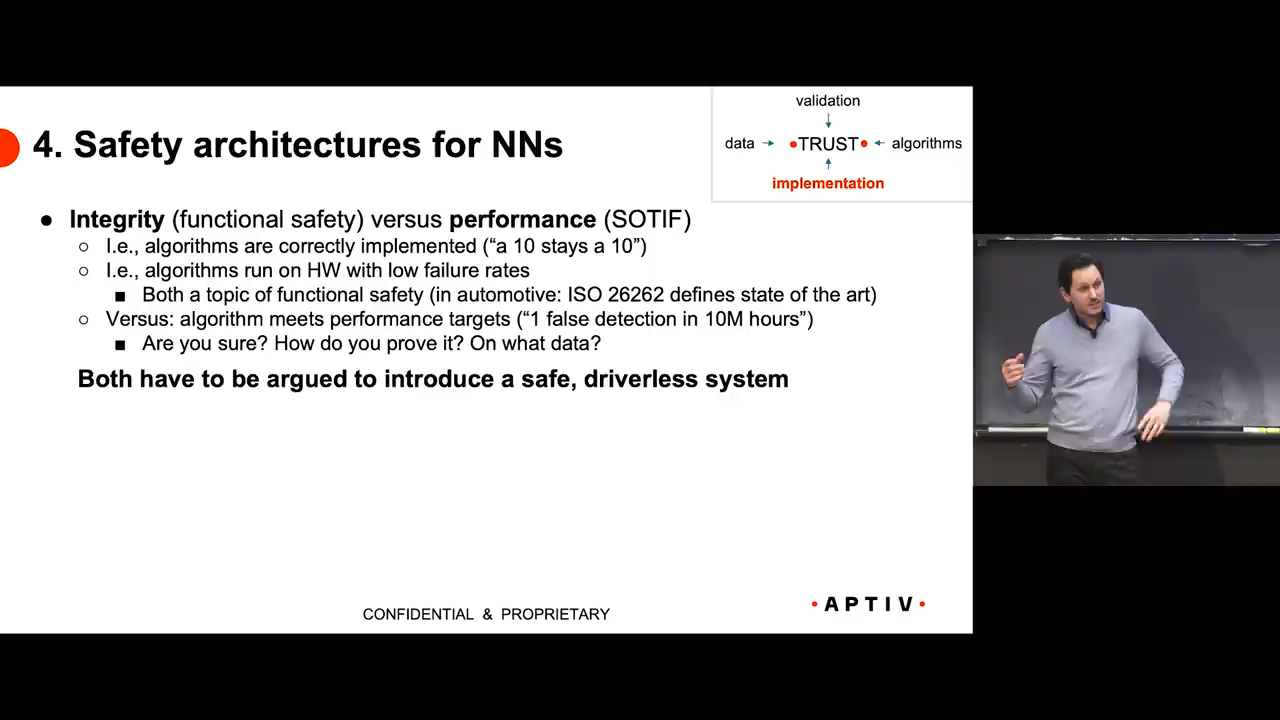 4. Safety architectures for NNs
validation
data → •TRUST• ← algorithms
implementation
● Integrity (functional safety) versus performance (SOTIF)
○ I.e., algorithms are correctly implemented (“a 10 stays a 10”)
○ I.e., algorithms run on HW with low failure rates
■ Both a topic of functional safety (in automotive: ISO 26262 defines state of the art)
○ Versus: algorithm meets performance targets (“1 false detection in 10M hours”)
■ Are you sure? How do you prove it? On what data?
Both have to be argued to introduce a safe, driverless system
CONFIDENTIAL & PROPRIETARY
• A P T I V •